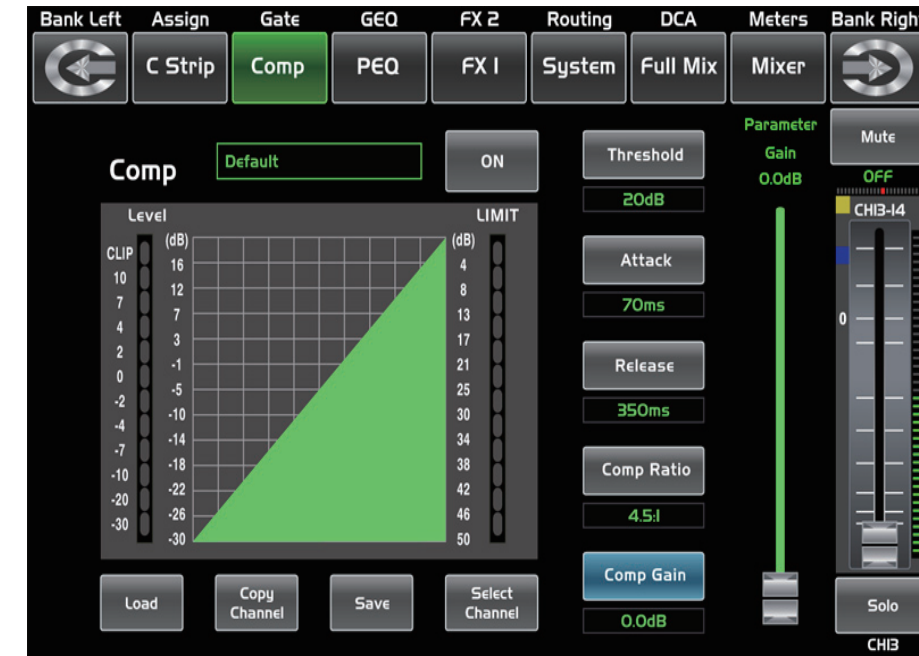 Bank Left Assign Gate GEQ FX 2 Routing DCA Meters Bank Righ
C Strip Comp PEQ FX 1 System Full Mix Mixer
Comp
Default
ON
Threshold
20dB
Attack
70ms
Release
350ms
Comp Ratio
4.5:1
Comp Gain
0.0dB
Parameter
Gain
0.0dB
Mute
OFF
CH13-14
0
Solo
CH13
Level
CLIP
10
7
4
2
0
-2
-4
-7
-10
-20
-30
(dB)
16
12
7
3
-1
-5
-10
-14
-18
-22
-26
-30
LIMIT
(dB)
4
8
13
17
21
25
30
34
38
42
46
50
Load
Copy
Channel
Save
Select
Channel